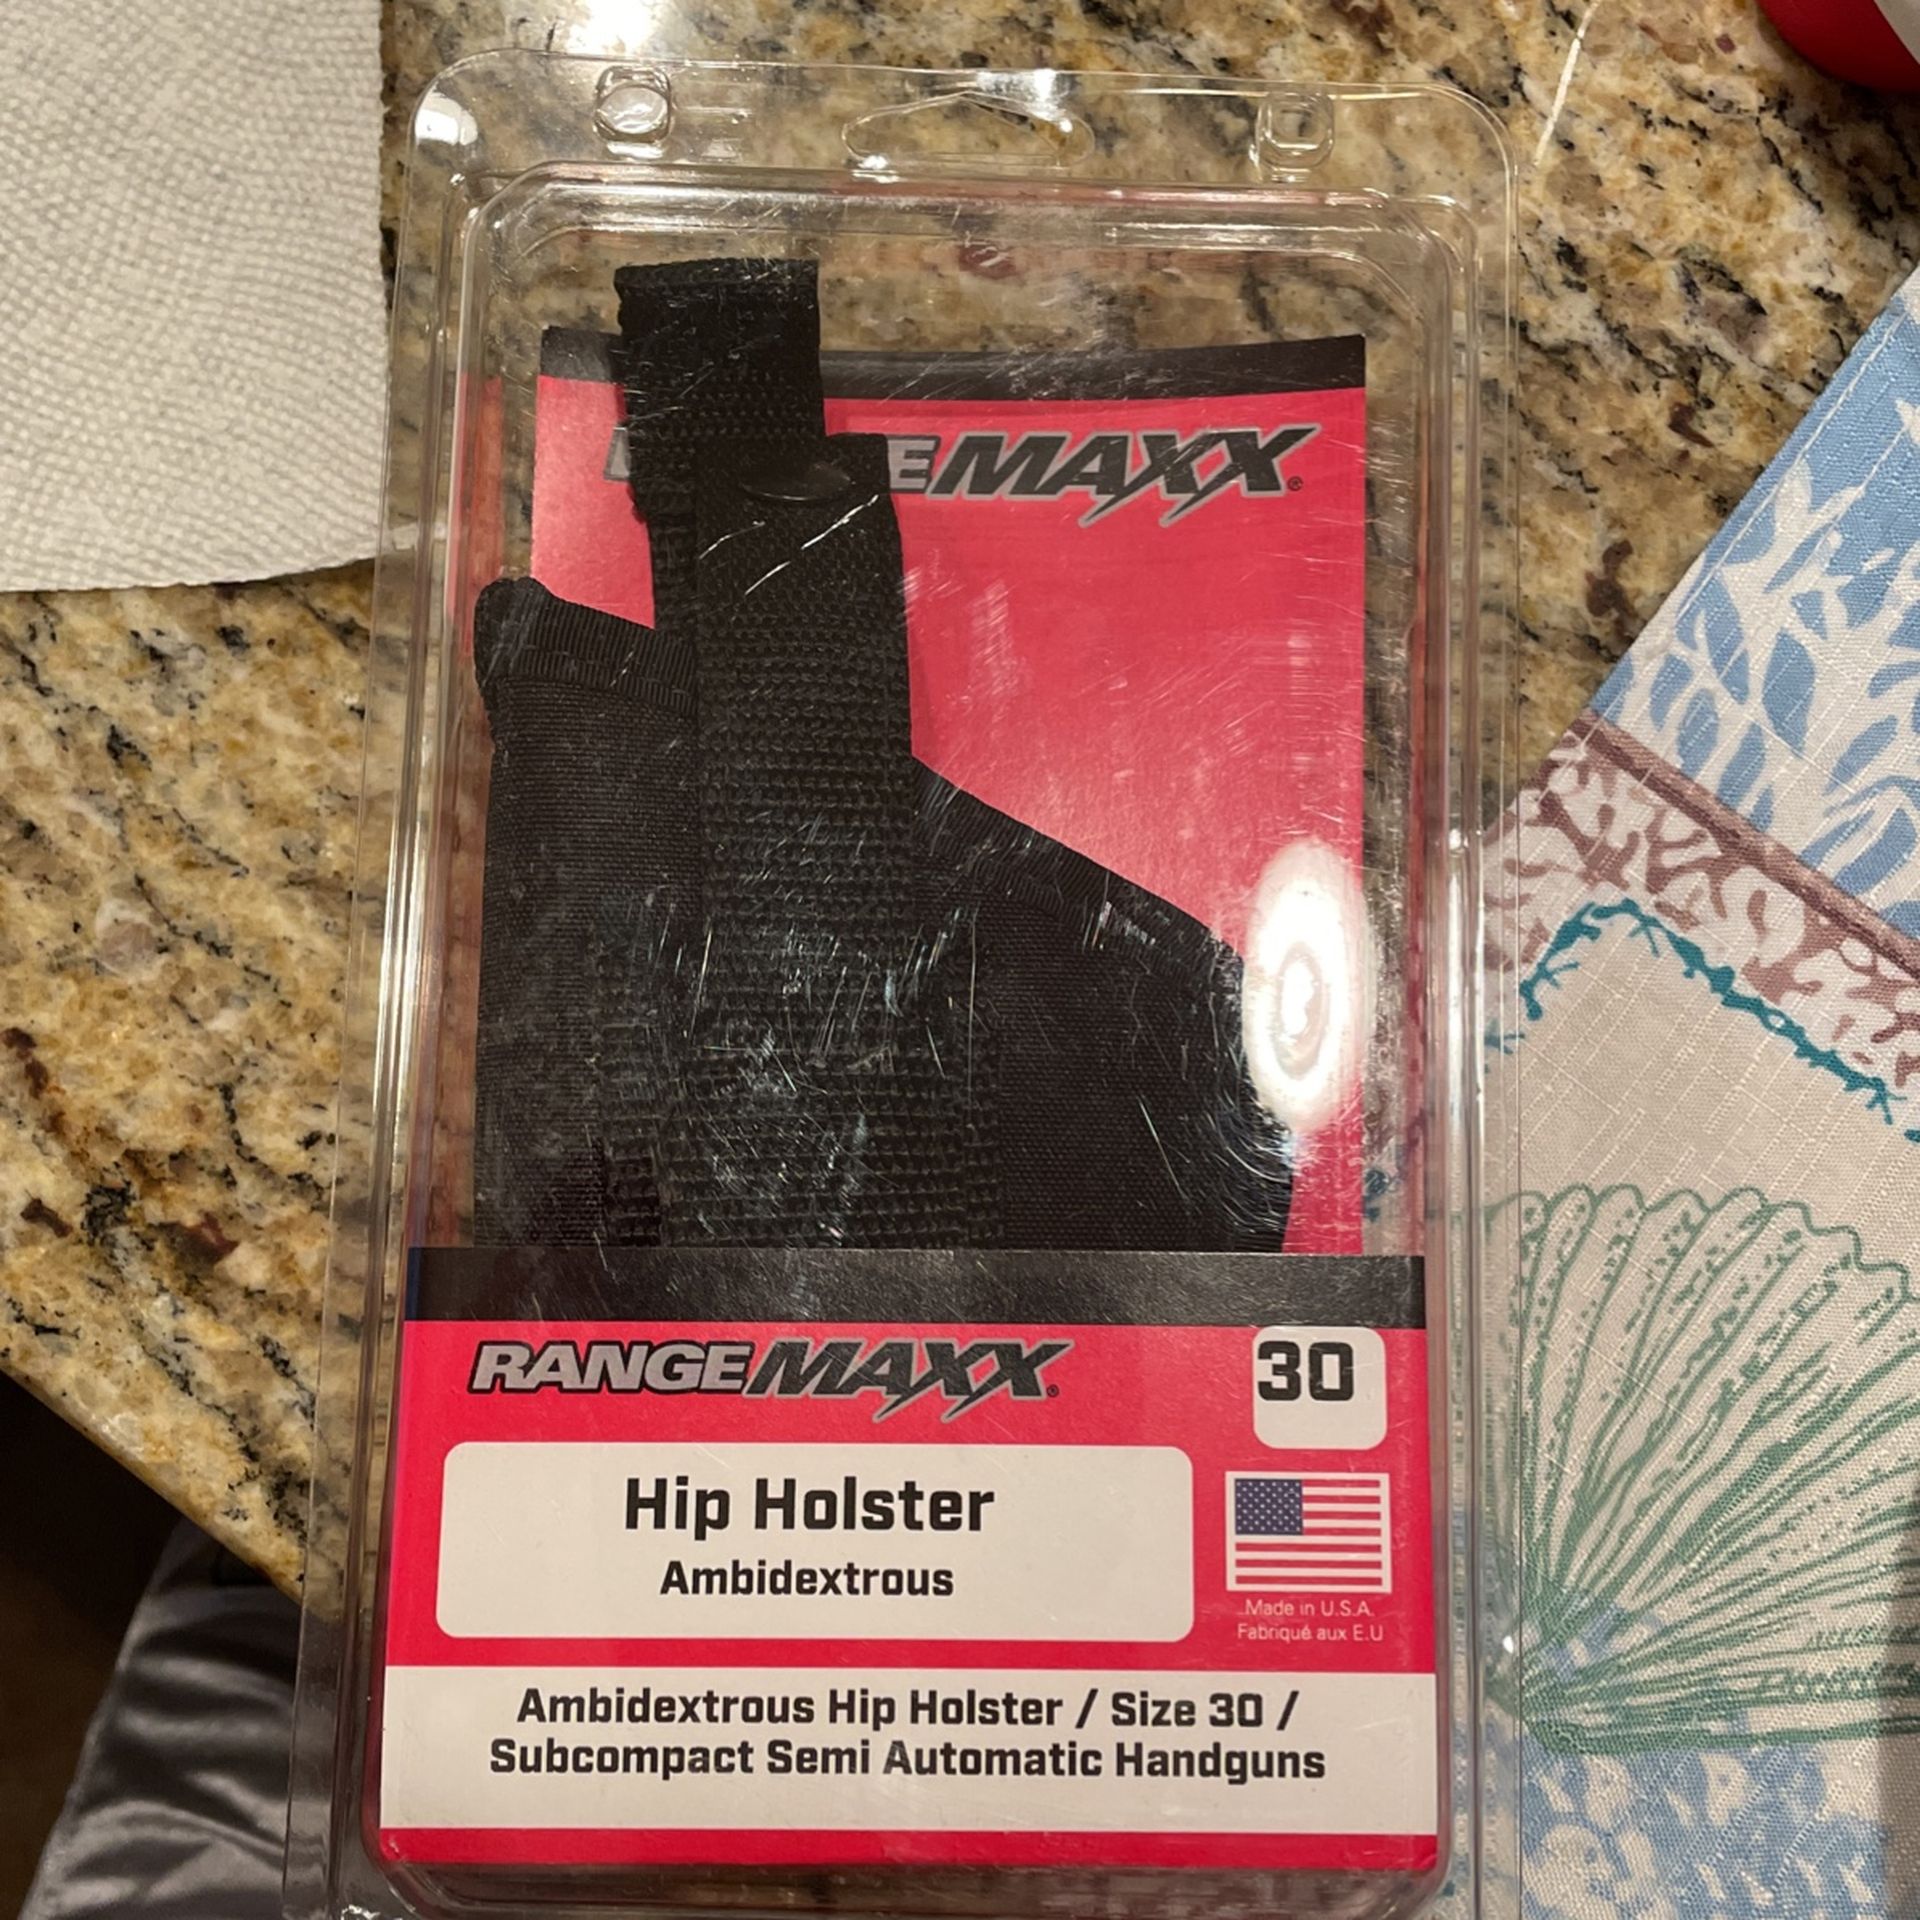 MAXX®
RANGEMAXX®
30
Hip Holster
Ambidextrous
Made in U.S.A.
Fabriqué aux E.U
Ambidextrous Hip Holster / Size 30 /
Subcompact Semi Automatic Handguns